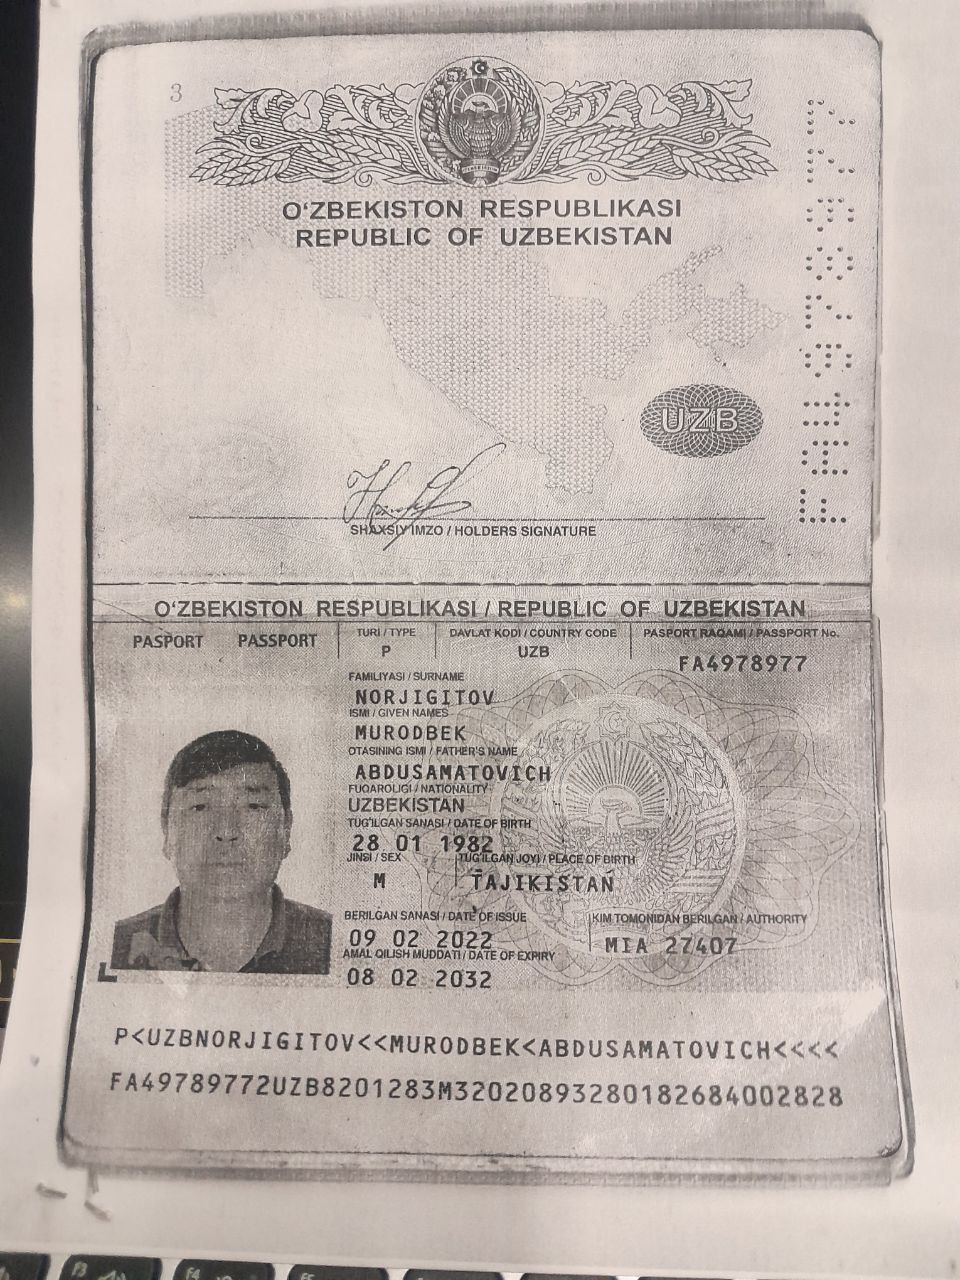 3
O‘ZBEKISTON RESPUBLIKASI
REPUBLIC OF UZBEKISTAN
FA4978977
UZB
SHAXSIY IMZO / HOLDERS SIGNATURE
O‘ZBEKISTON RESPUBLIKASI / REPUBLIC OF UZBEKISTAN
PASPORT PASSPORT
TURI / TYPE
P
DAVLAT KODI / COUNTRY CODE
UZB
PASPORT RAQAMI / PASSPORT No.
FA4978977
FAMILIYASI / SURNAME
NORJIGITOV
ISMI / GIVEN NAMES
MURODBEK
OTASINING ISMI / FATHER'S NAME
ABDUSAMATOVICH
FUQAROLIGI / NATIONALITY
UZBEKISTAN
TUG‘ILGAN SANASI / DATE OF BIRTH
28 01 1982
JINSI / SEX
M
TUG‘ILGAN JOYI / PLACE OF BIRTH
TAJIKISTAN
BERILGAN SANASI / DATE OF ISSUE
09 02 2022
KIM TOMONIDAN BERILGAN / AUTHORITY
MIA 27407
AMAL QILISH MUDDATI / DATE OF EXPIRY
08 02 2032
P<UZBNORJIGITOV<<MURODBEK<ABDUSAMATOVICH<<<<
FA49789772UZB8201283M32020893280182684002828
F3
F4